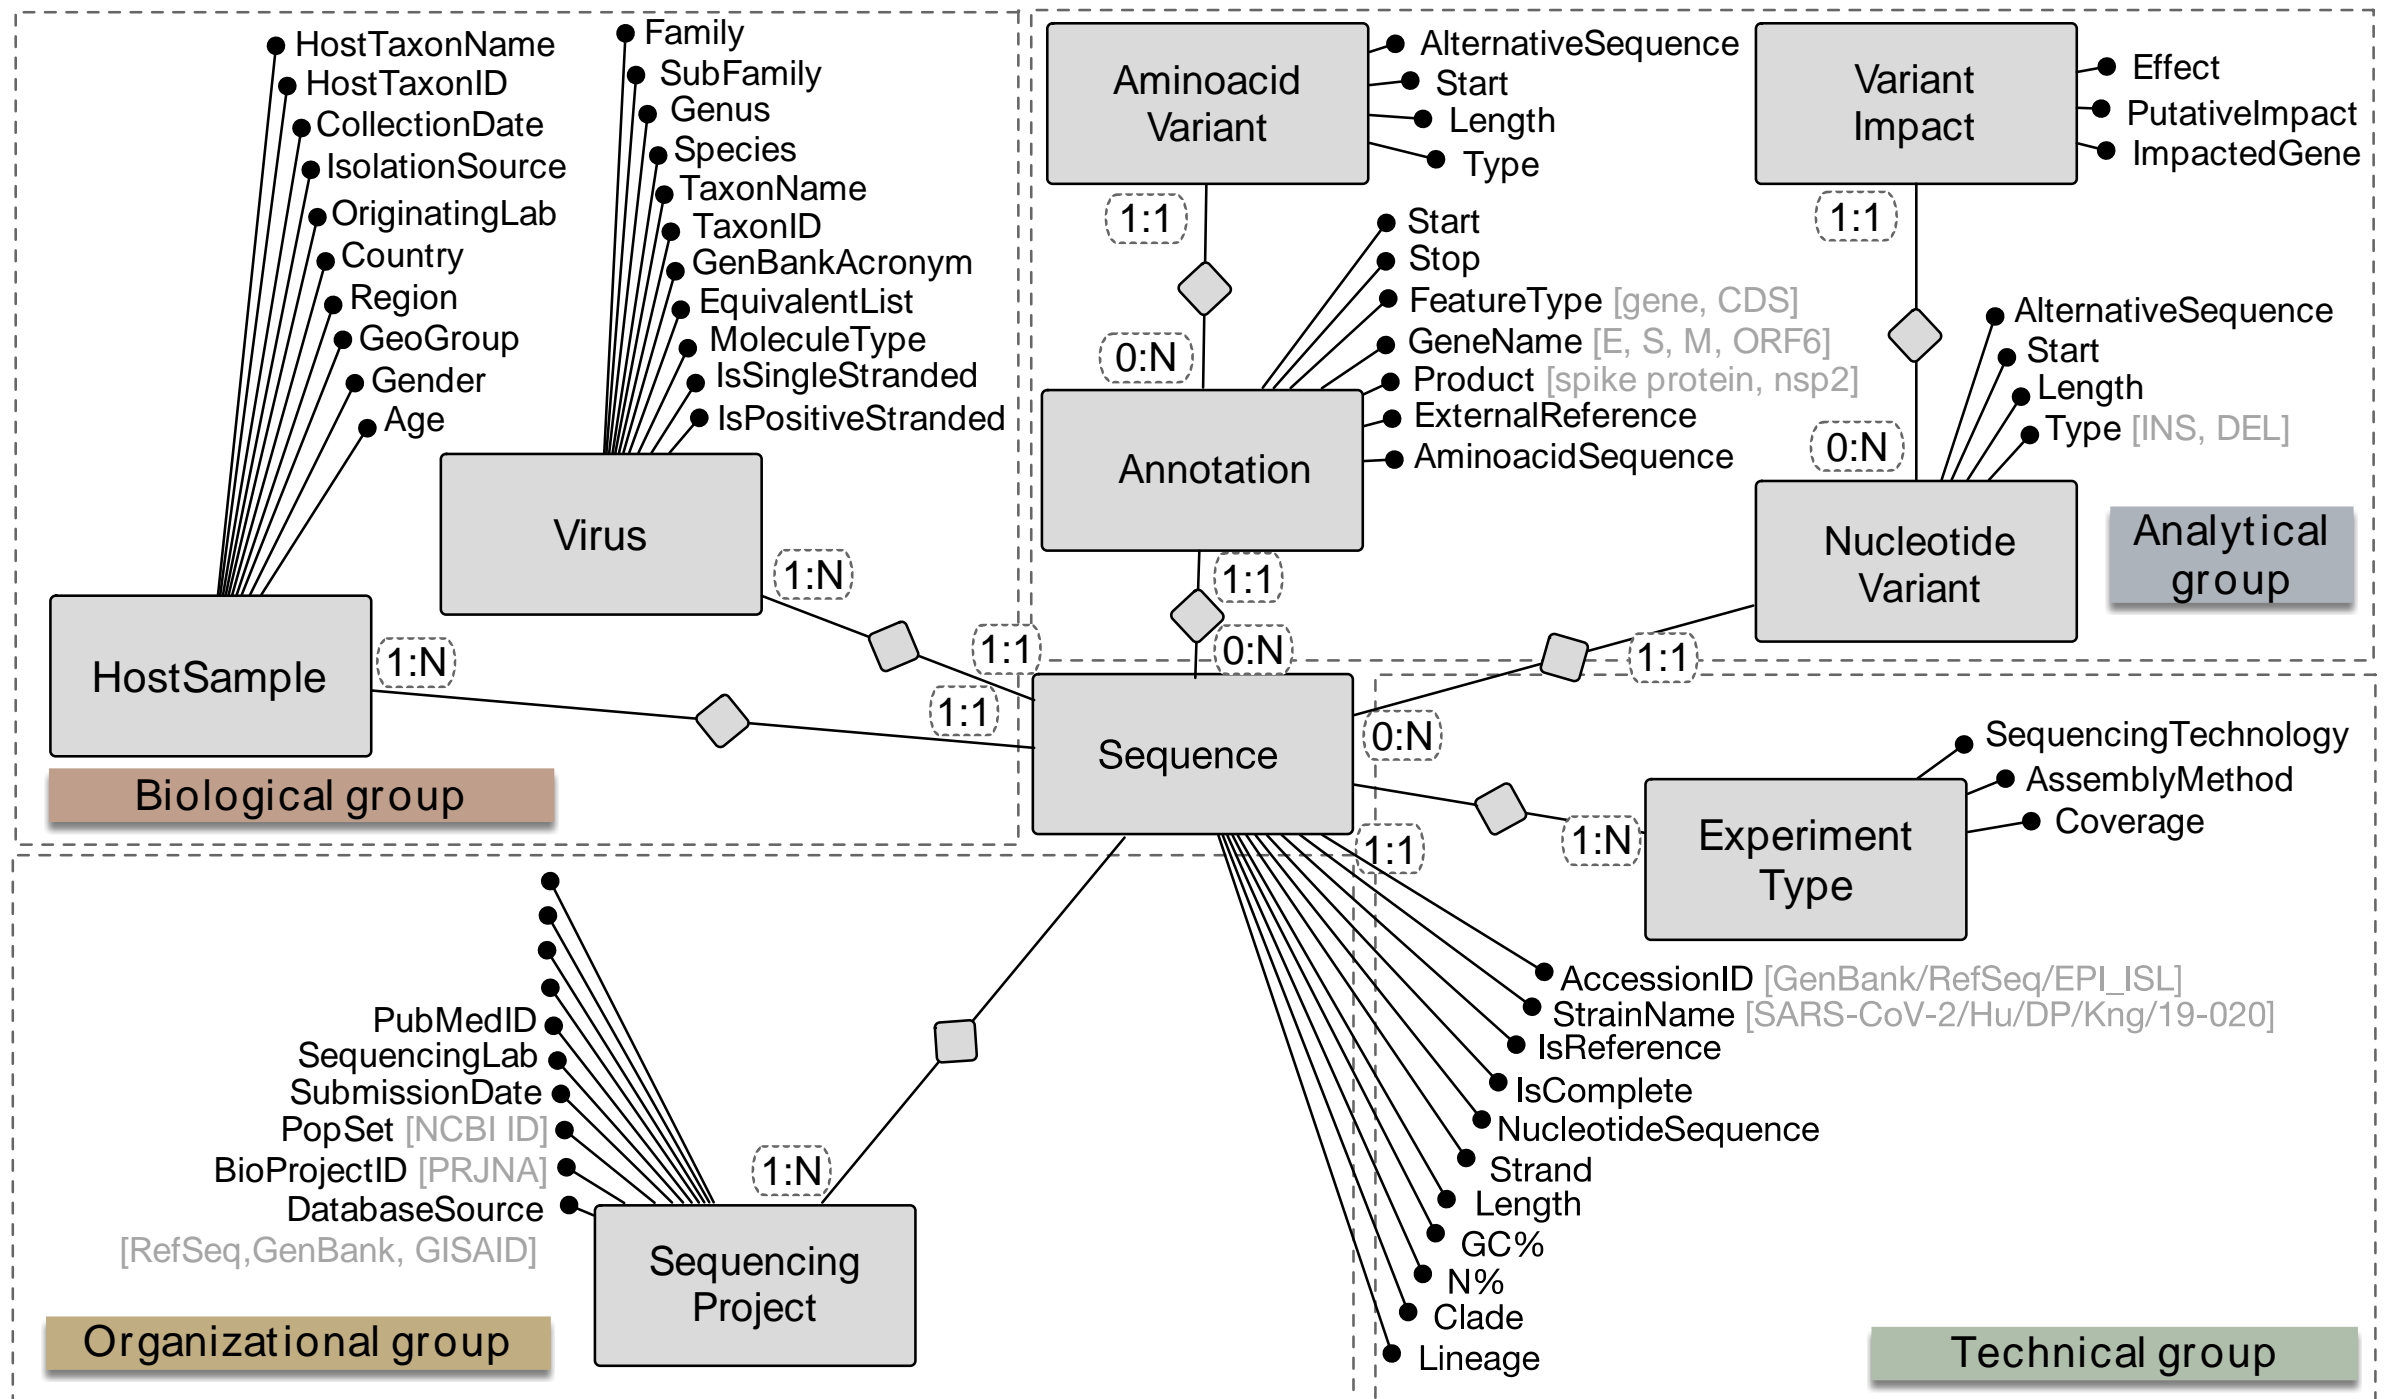 HostTaxonName
HostTaxonID
CollectionDate
IsolationSource
OriginatingLab
Country
Region
GeoGroup
Gender
Age
HostSample
1:N
1:1
Family
SubFamily
Genus
Species
TaxonName
TaxonID
GenBankAcronym
EquivalentList
MoleculeType
IsSingleStranded
IsPositiveStranded
Virus
1:N
1:1
Biological group
Aminoacid
Variant
AlternativeSequence
Start
Length
Type
1:1
0:N
Start
Stop
FeatureType [gene, CDS]
GeneName [E, S, M, ORF6]
Product [spike protein, nsp2]
ExternalReference
AminoacidSequence
Annotation
1:1
0:N
Variant
Impact
Effect
PutativeImpact
ImpactedGene
1:1
0:N
AlternativeSequence
Start
Length
Type [INS, DEL]
Nucleotide
Variant
1:1
0:N
Analytical
group
Sequence
1:1
1:N
SequencingTechnology
AssemblyMethod
Coverage
Experiment
Type
AccessionID [GenBank/RefSeq/EPI_ISL]
StrainName [SARS-CoV-2/Hu/DP/Kng/19-020]
IsReference
IsComplete
NucleotideSequence
Strand
Length
GC%
N%
Clade
Lineage
Technical group
PubMedID
SequencingLab
SubmissionDate
PopSet [NCBI ID]
BioProjectID [PRJNA]
DatabaseSource
[RefSeq,GenBank, GISAID]
1:N
Sequencing
Project
Organizational group